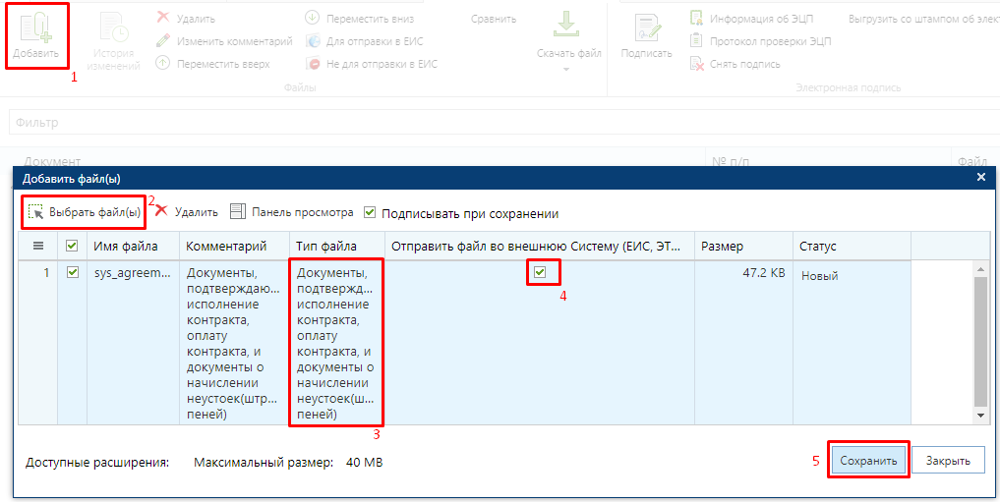 Удалить Переместить вниз Сравнить Информация об ЭЦП Выгрузить со штампом об элект
Добавить История изменений Изменить комментарий Для отправки в ЕИС Скачать файл Подписать Протокол проверки ЭЦП
1 Переместить вверх Не для отправки в ЕИС Снять подпись
Файлы Электронная подпись
Фильтр
Документ № п/п Файл
Добавить файл(ы)
Выбрать файл(ы) 2 Удалить Панель просмотра Подписывать при сохранении
Имя файла Комментарий Тип файла Отправить файл во внешнюю Систему (ЕИС, ЭТ... Размер Статус
1 sys_agreem... Документы, Документы, 47.2 KB Новый
подтверждаю... подтвержд... 4
исполнение исполнение
контракта, контракта,
оплату оплату
контракта, и контракта, и
документы о документы о
начислении начислении
неустоек(штр... неустоек(ш...
пеней) пеней)
3
Доступные расширения: Максимальный размер: 40 MB 5 Сохранить Закрыть